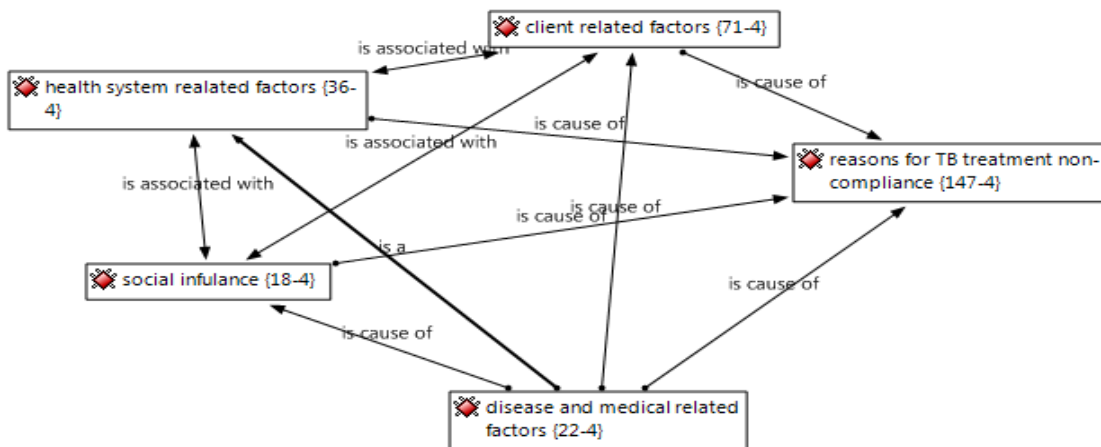 client related factors {71-4}
is associated with
health system realated factors {36-
4}
is cause of
is cause of
is associated with
reasons for TB treatment non-
compliance {147-4}
is associated with
is cause of
is cause of
is a
social infulance {18-4}
is cause of
is cause of
disease and medical related
factors {22-4}